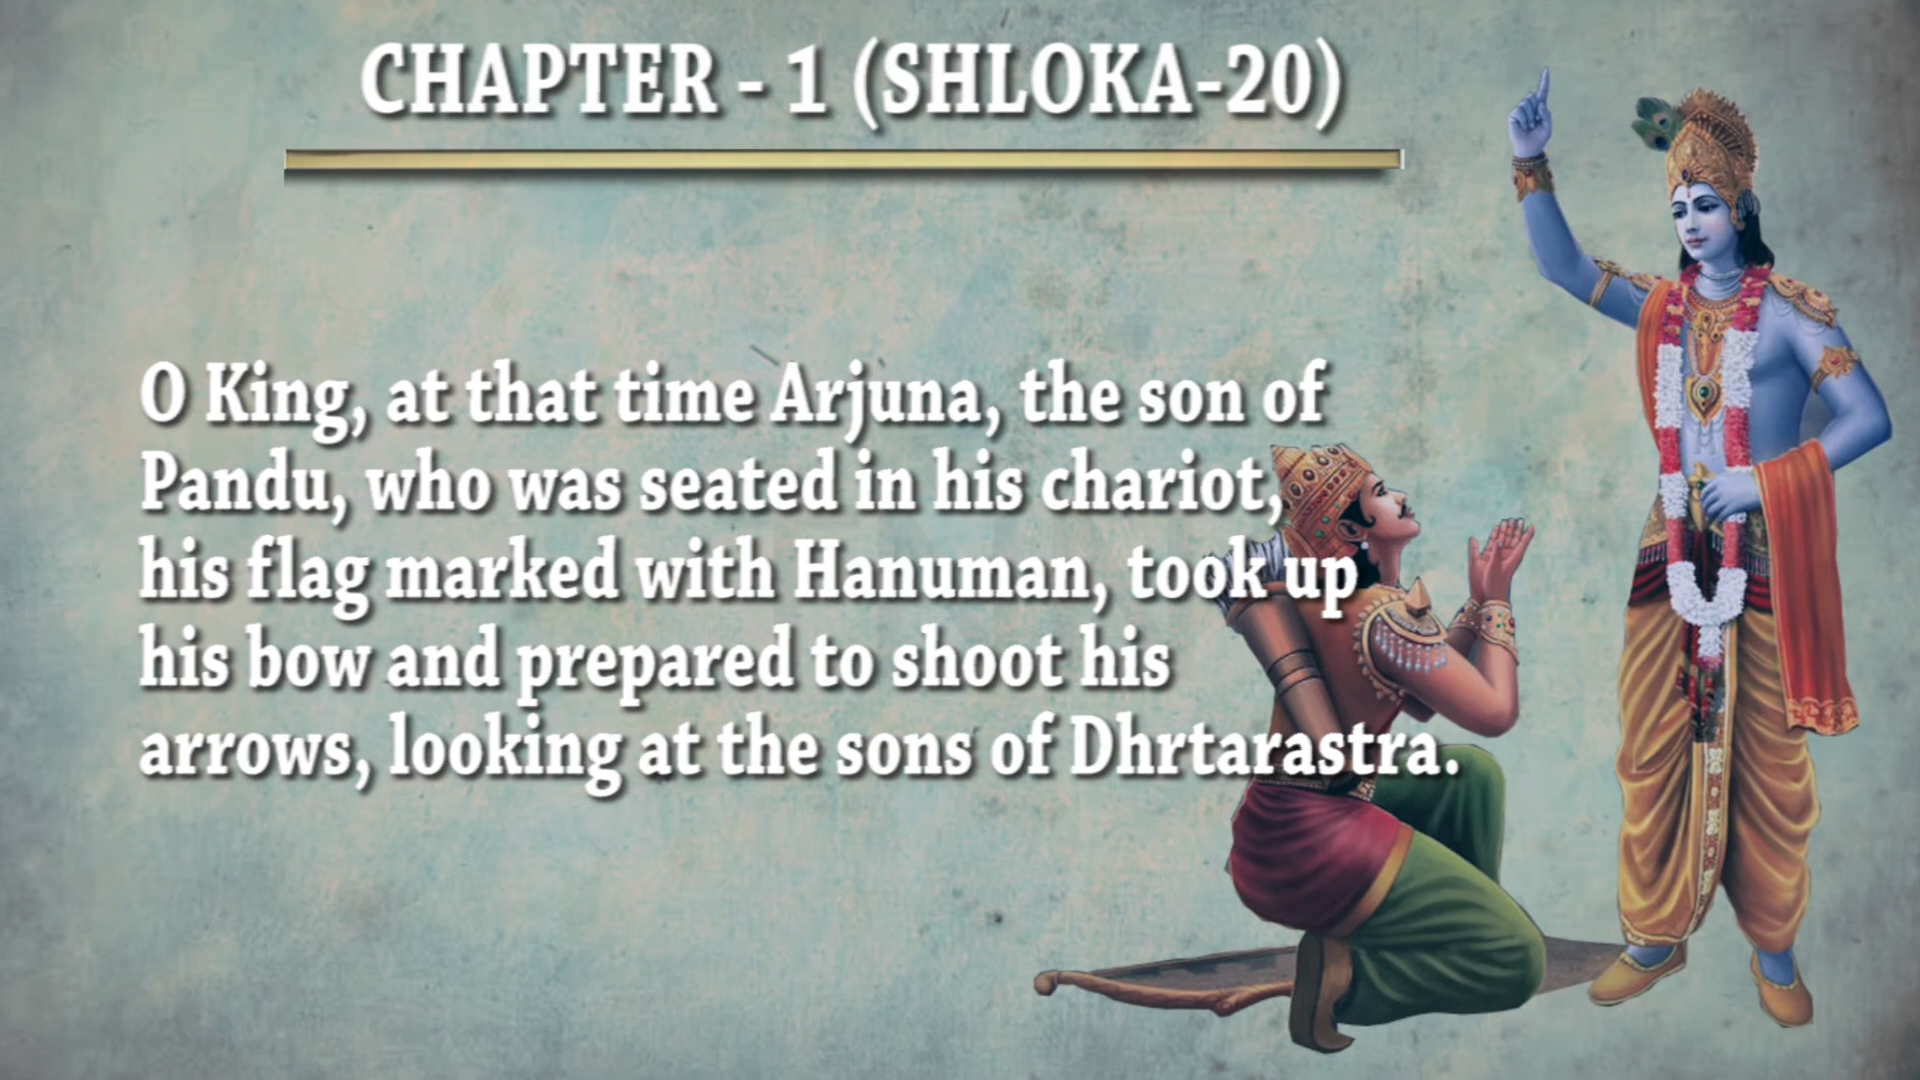 CHAPTER - 1 (SHLOKA-20)
O King, at that time Arjuna, the son of
Pandu, who was seated in his chariot,
his flag marked with Hanuman, took up
his bow and prepared to shoot his
arrows, looking at the sons of Dhrtarastra.